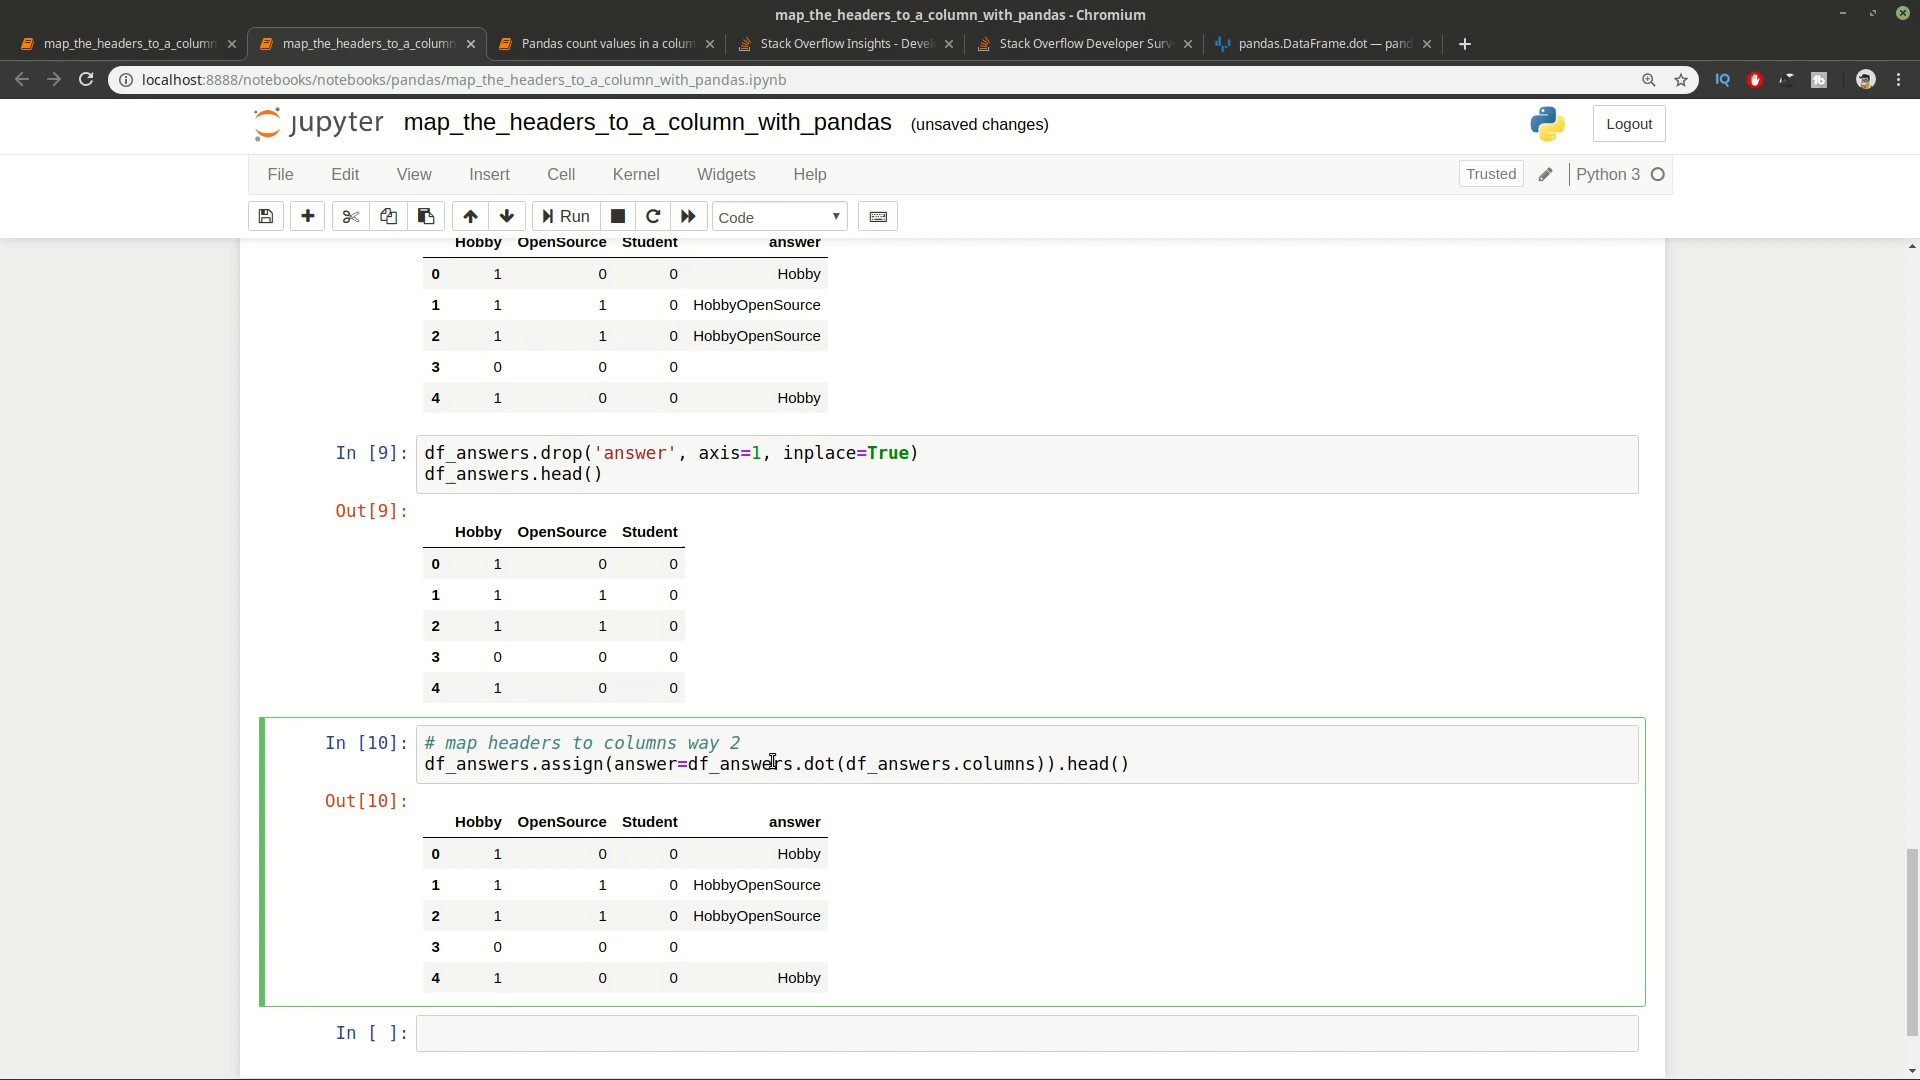 map_the_headers_to_a_column_with_pandas - Chromium
map_the_headers_to_a_column
map_the_headers_to_a_column
Pandas count values in a colum
Stack Overflow Insights - Devel
Stack Overflow Developer Surv
pandas.DataFrame.dot — pand
localhost:8888/notebooks/notebooks/pandas/map_the_headers_to_a_column_with_pandas.ipynb
IQ
tb
jupyter map_the_headers_to_a_column_with_pandas (unsaved changes)
Logout
File Edit View Insert Cell Kernel Widgets Help
Trusted
Python 3
Run
Code
Hobby OpenSource Student answer
0 1 0 0 Hobby
1 1 1 0 HobbyOpenSource
2 1 1 0 HobbyOpenSource
3 0 0 0
4 1 0 0 Hobby
In [9]: df_answers.drop('answer', axis=1, inplace=True)
df_answers.head()
Out[9]:
Hobby OpenSource Student
0 1 0 0
1 1 1 0
2 1 1 0
3 0 0 0
4 1 0 0
In [10]: # map headers to columns way 2
df_answers.assign(answer=df_answers.dot(df_answers.columns)).head()
Out[10]:
Hobby OpenSource Student answer
0 1 0 0 Hobby
1 1 1 0 HobbyOpenSource
2 1 1 0 HobbyOpenSource
3 0 0 0
4 1 0 0 Hobby
In [ ]: